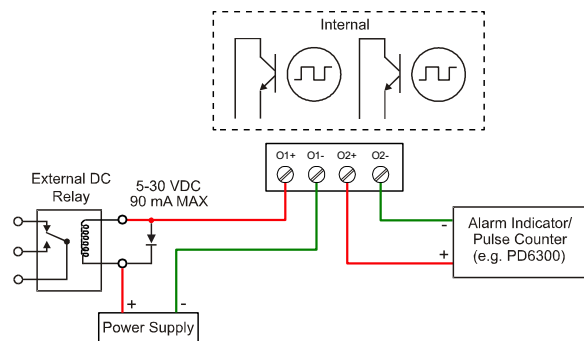 Internal
O1+ O1- O2+ O2-
External DC
Relay
5-30 VDC
90 mA MAX
-
+
Alarm Indicator/
Pulse Counter
(e.g. PD6300)
+ -
Power Supply